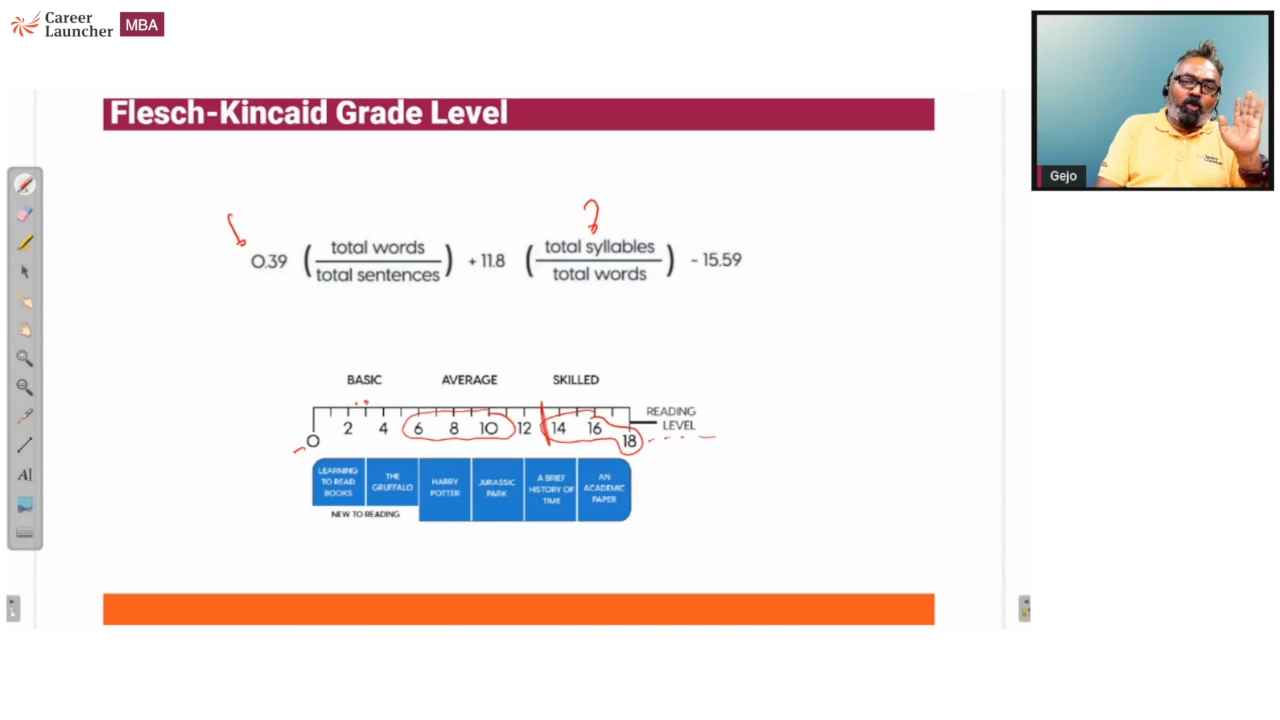 Career
Launcher MBA
Flesch-Kincaid Grade Level
0.39 ( total words / total sentences ) + 11.8 ( total syllables / total words ) - 15.59
BASIC AVERAGE SKILLED
0 2 4 6 8 10 12 14 16 18
READING
LEVEL
LEARNING
TO READ
BOOKS
THE
GRUFFALO
HARRY
POTTER
JURASSIC
PARK
A BRIEF
HISTORY OF
TIME
AN
ACADEMIC
PAPER
NEW TO READING
AI
Gejo